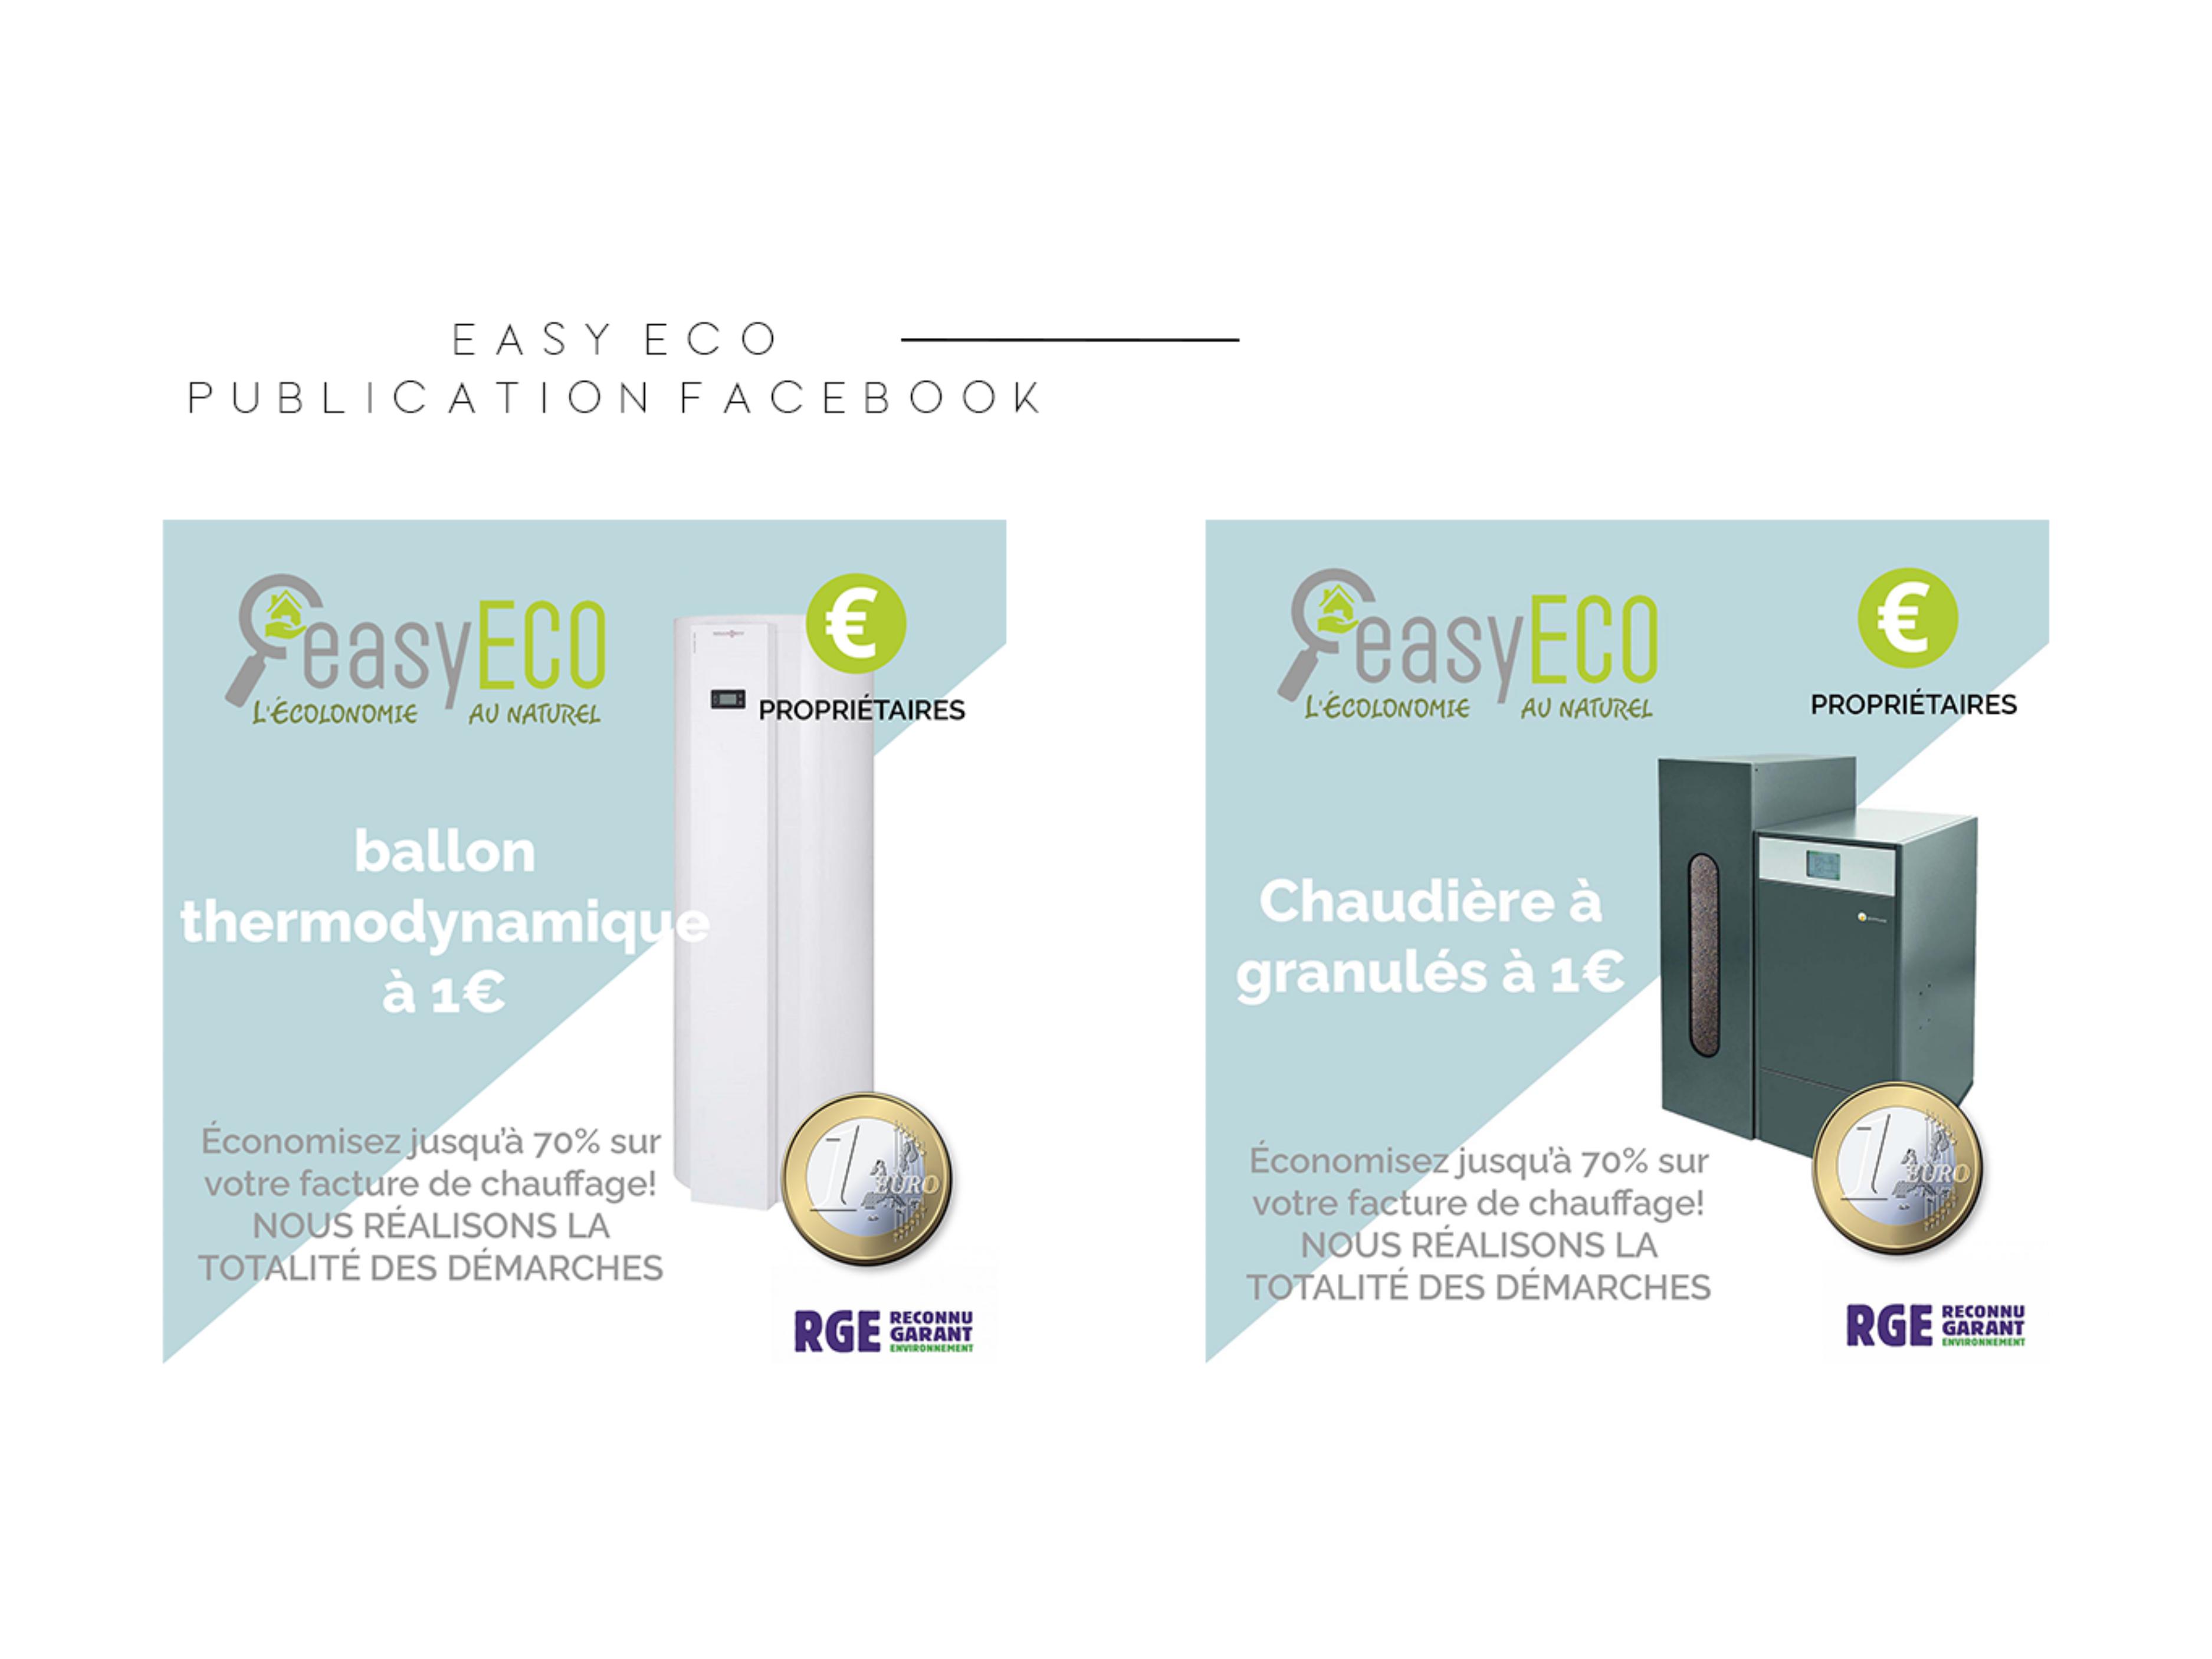 EASY ECO
PUBLICATION FACEBOOK
easyECO
L'ÉCOLONOMIE AU NATUREL
€
PROPRIÉTAIRES
ballon
thermodynamique
à 1€
Économisez jusqu'à 70% sur
votre facture de chauffage!
NOUS RÉALISONS LA
TOTALITÉ DES DÉMARCHES
1 EURO
RGE RECONNU
GARANT
ENVIRONNEMENT
easyECO
L'ÉCOLONOMIE AU NATUREL
€
PROPRIÉTAIRES
Chaudière à
granulés à 1€
Économisez jusqu'à 70% sur
votre facture de chauffage!
NOUS RÉALISONS LA
TOTALITÉ DES DÉMARCHES
1 EURO
RGE RECONNU
GARANT
ENVIRONNEMENT